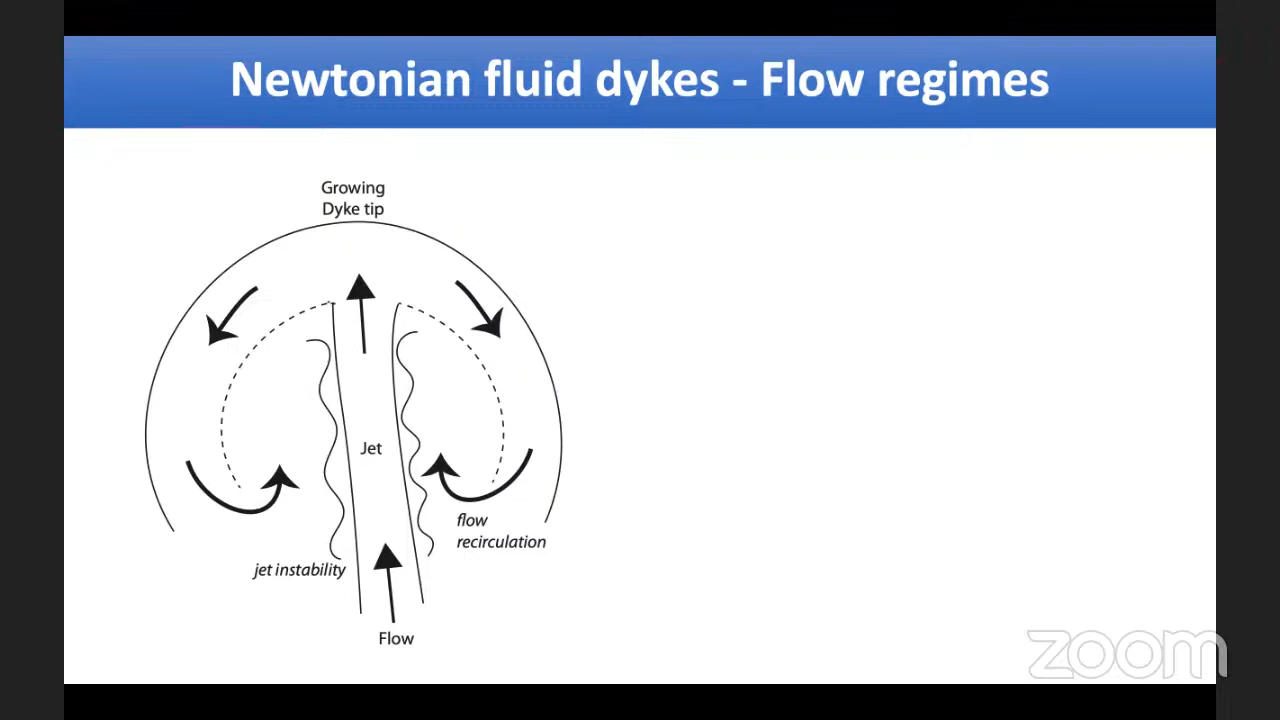 Newtonian fluid dykes - Flow regimes
Growing
Dyke tip
Jet
flow
recirculation
jet instability
Flow
zoom